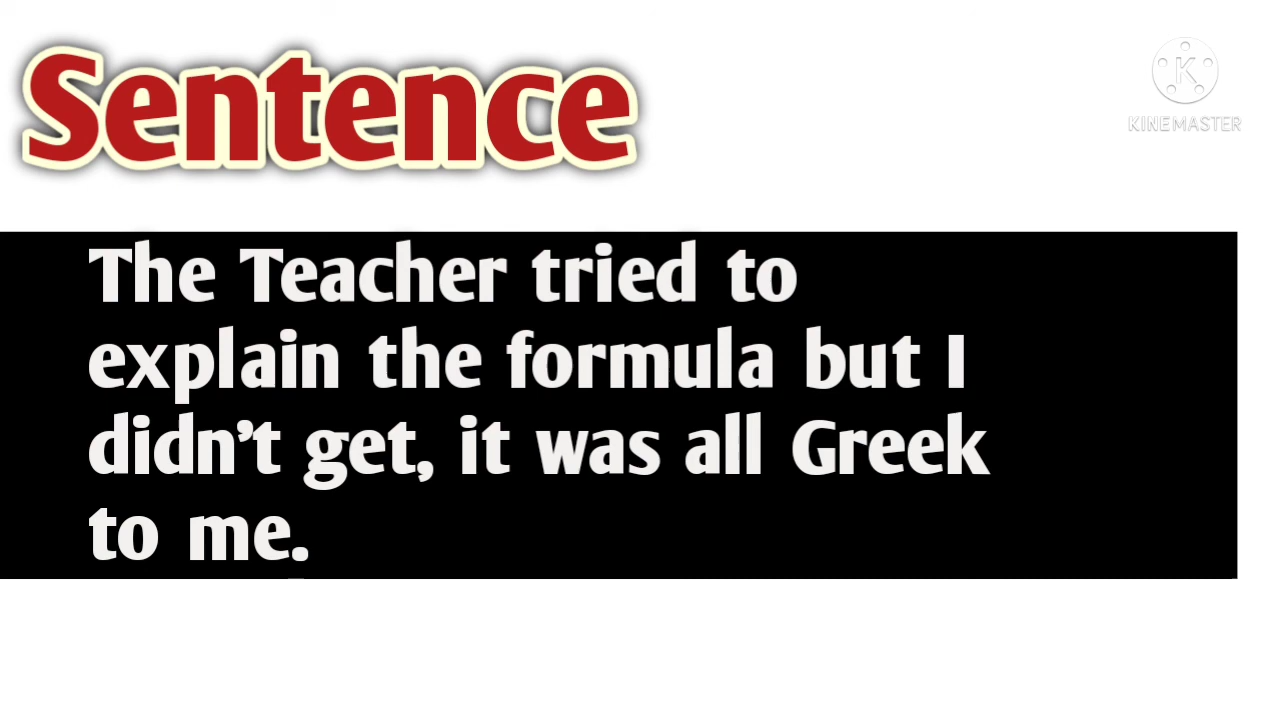 Sentence
KINEMASTER
The Teacher tried to
explain the formula but I
didn't get, it was all Greek
to me.